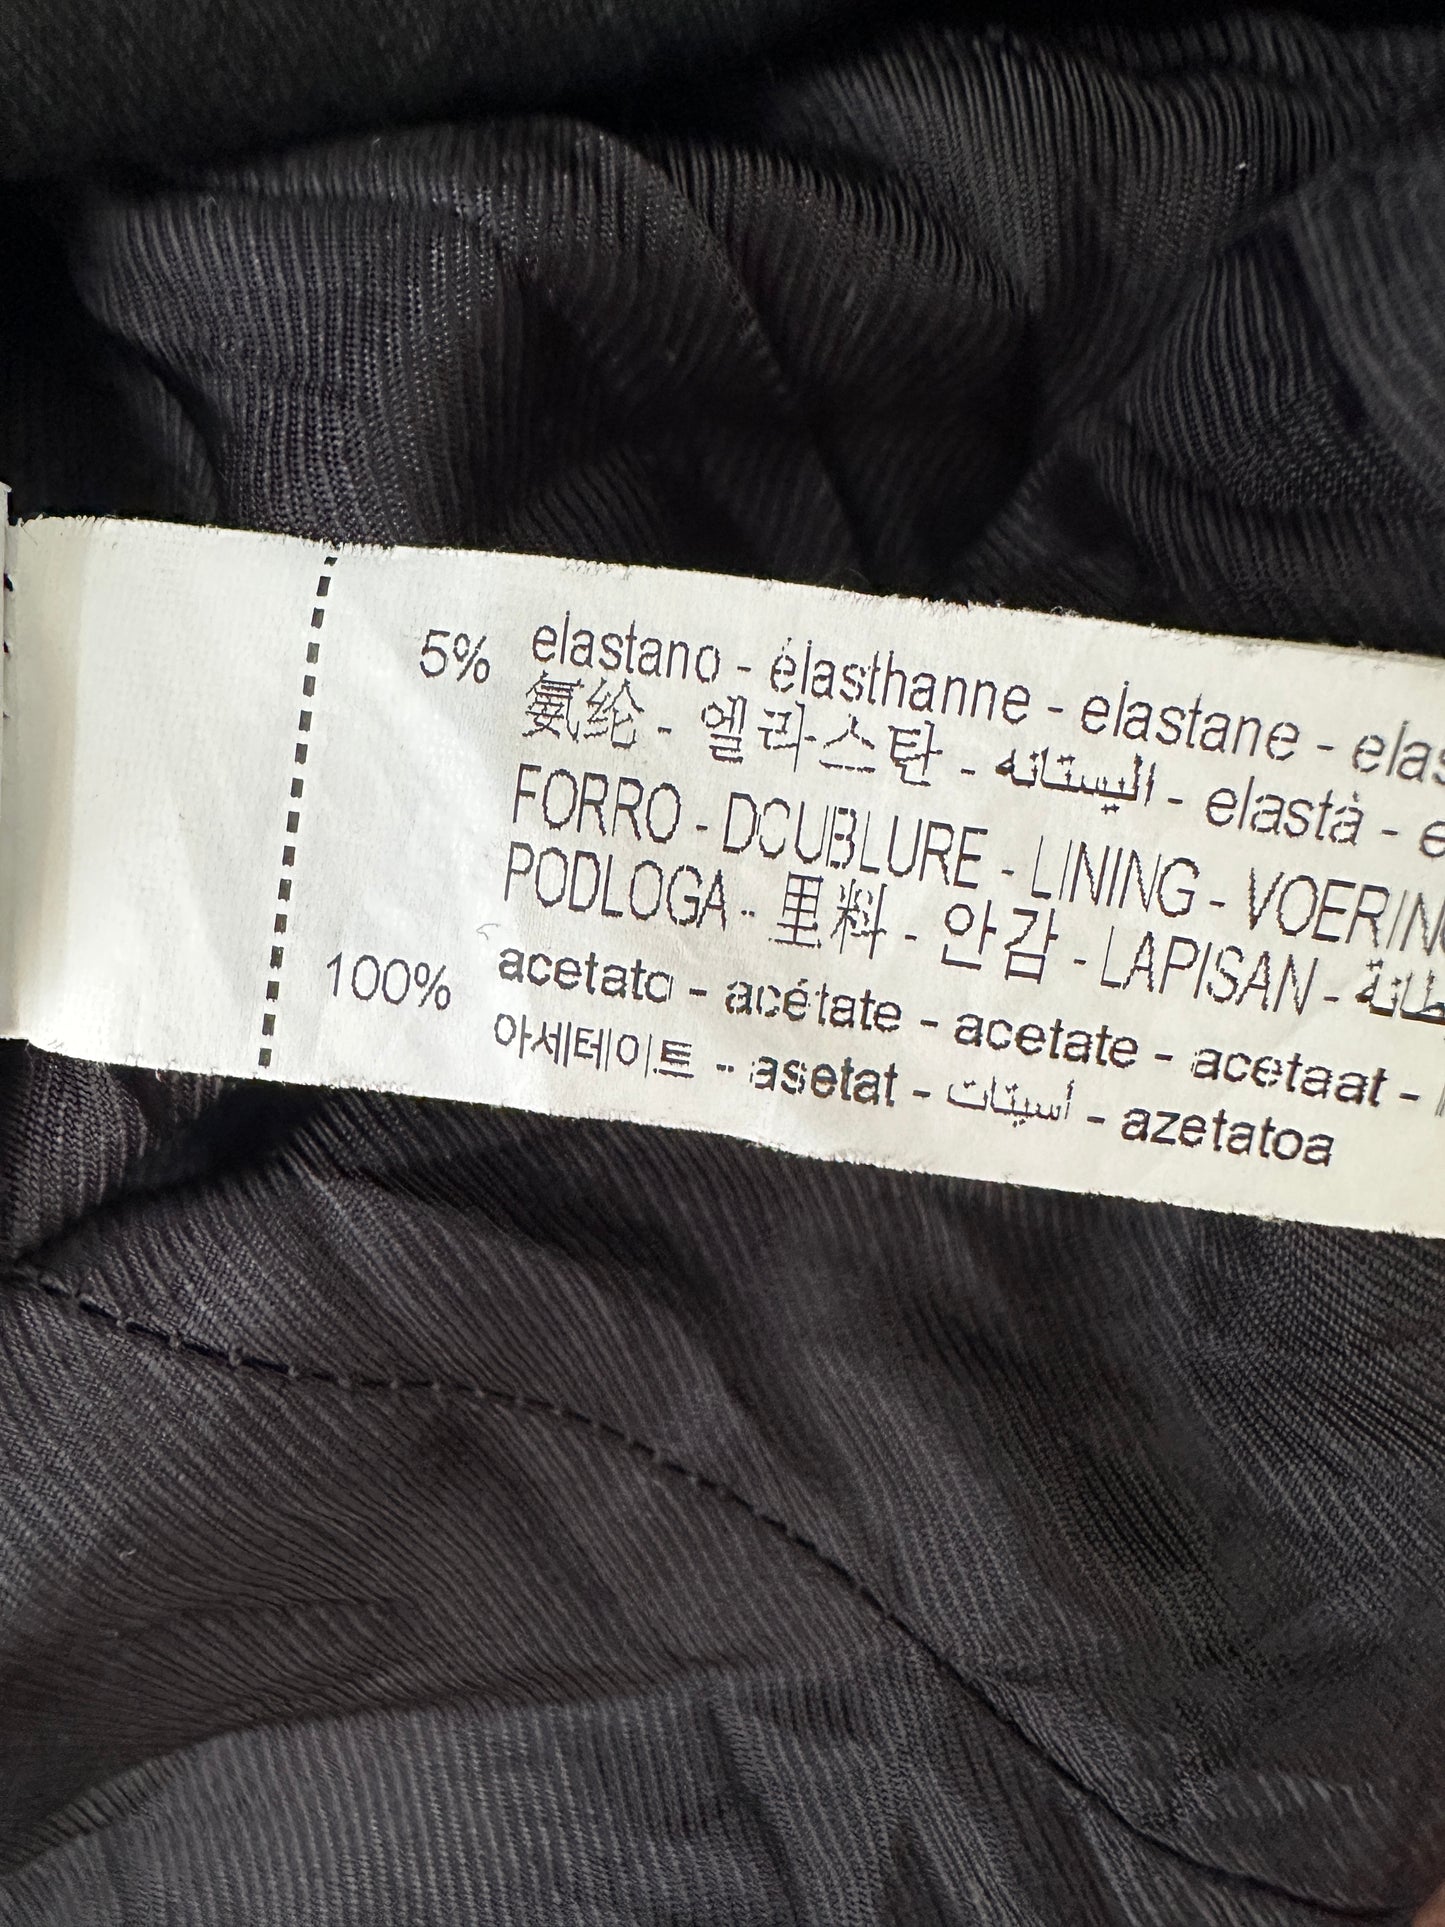 5% elastano - élasthanne - elastane - elas
氨纶 - 엘라스탄 - اليستانه - elastà - e
FORRO - DOUBLURE - LINING - VOERING
PODLOGA - 里料 - 안감 - LAPISAN -
100% acetato - acétate - acetate - acetaat -
아세테이트 - asetat - أسيتات - azetatoa